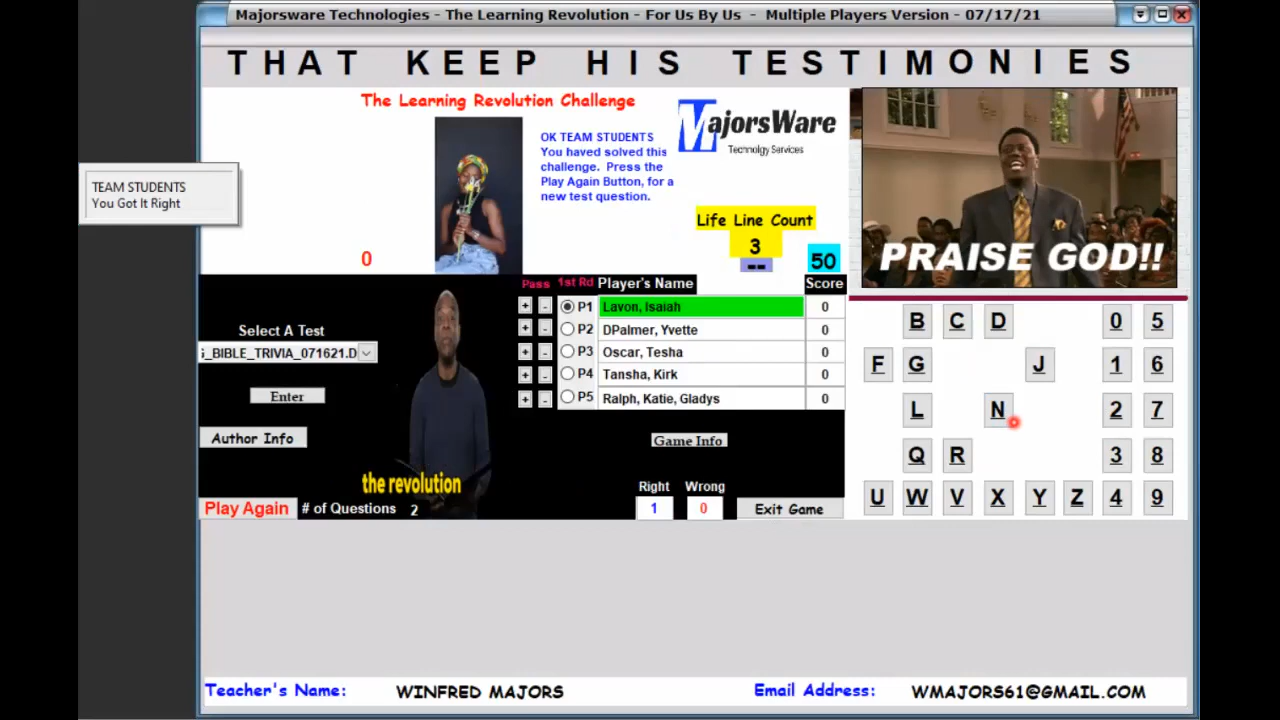 Majorsware Technologies - The Learning Revolution - For Us By Us - Multiple Players Version - 07/17/21
THAT KEEP HIS TESTIMONIES
The Learning Revolution Challenge
MajorsWare
Technolgy Services
OK TEAM STUDENTS
You haved solved this
challenge. Press the
Play Again Button, for a
new test question.
TEAM STUDENTS
You Got It Right
Life Line Count
3
--
50
0
PRAISE GOD!!
Pass 1st Rd Player's Name Score
+ - P1 Lavon, Isaiah 0
+ - P2 DPalmer, Yvette 0
+ - P3 Oscar, Tesha 0
+ - P4 Tansha, Kirk 0
+ - P5 Ralph, Katie, Gladys 0
Select A Test
_BIBLE_TRIVIA_071621.D
Enter
Author Info
the revolution
Game Info
Right Wrong
1 0
Play Again # of Questions 2
Exit Game
B C D 0 5
F G J 1 6
L N 2 7
Q R 3 8
U W V X Y Z 4 9
Teacher's Name: WINFRED MAJORS Email Address: WMAJORS61@GMAIL.COM